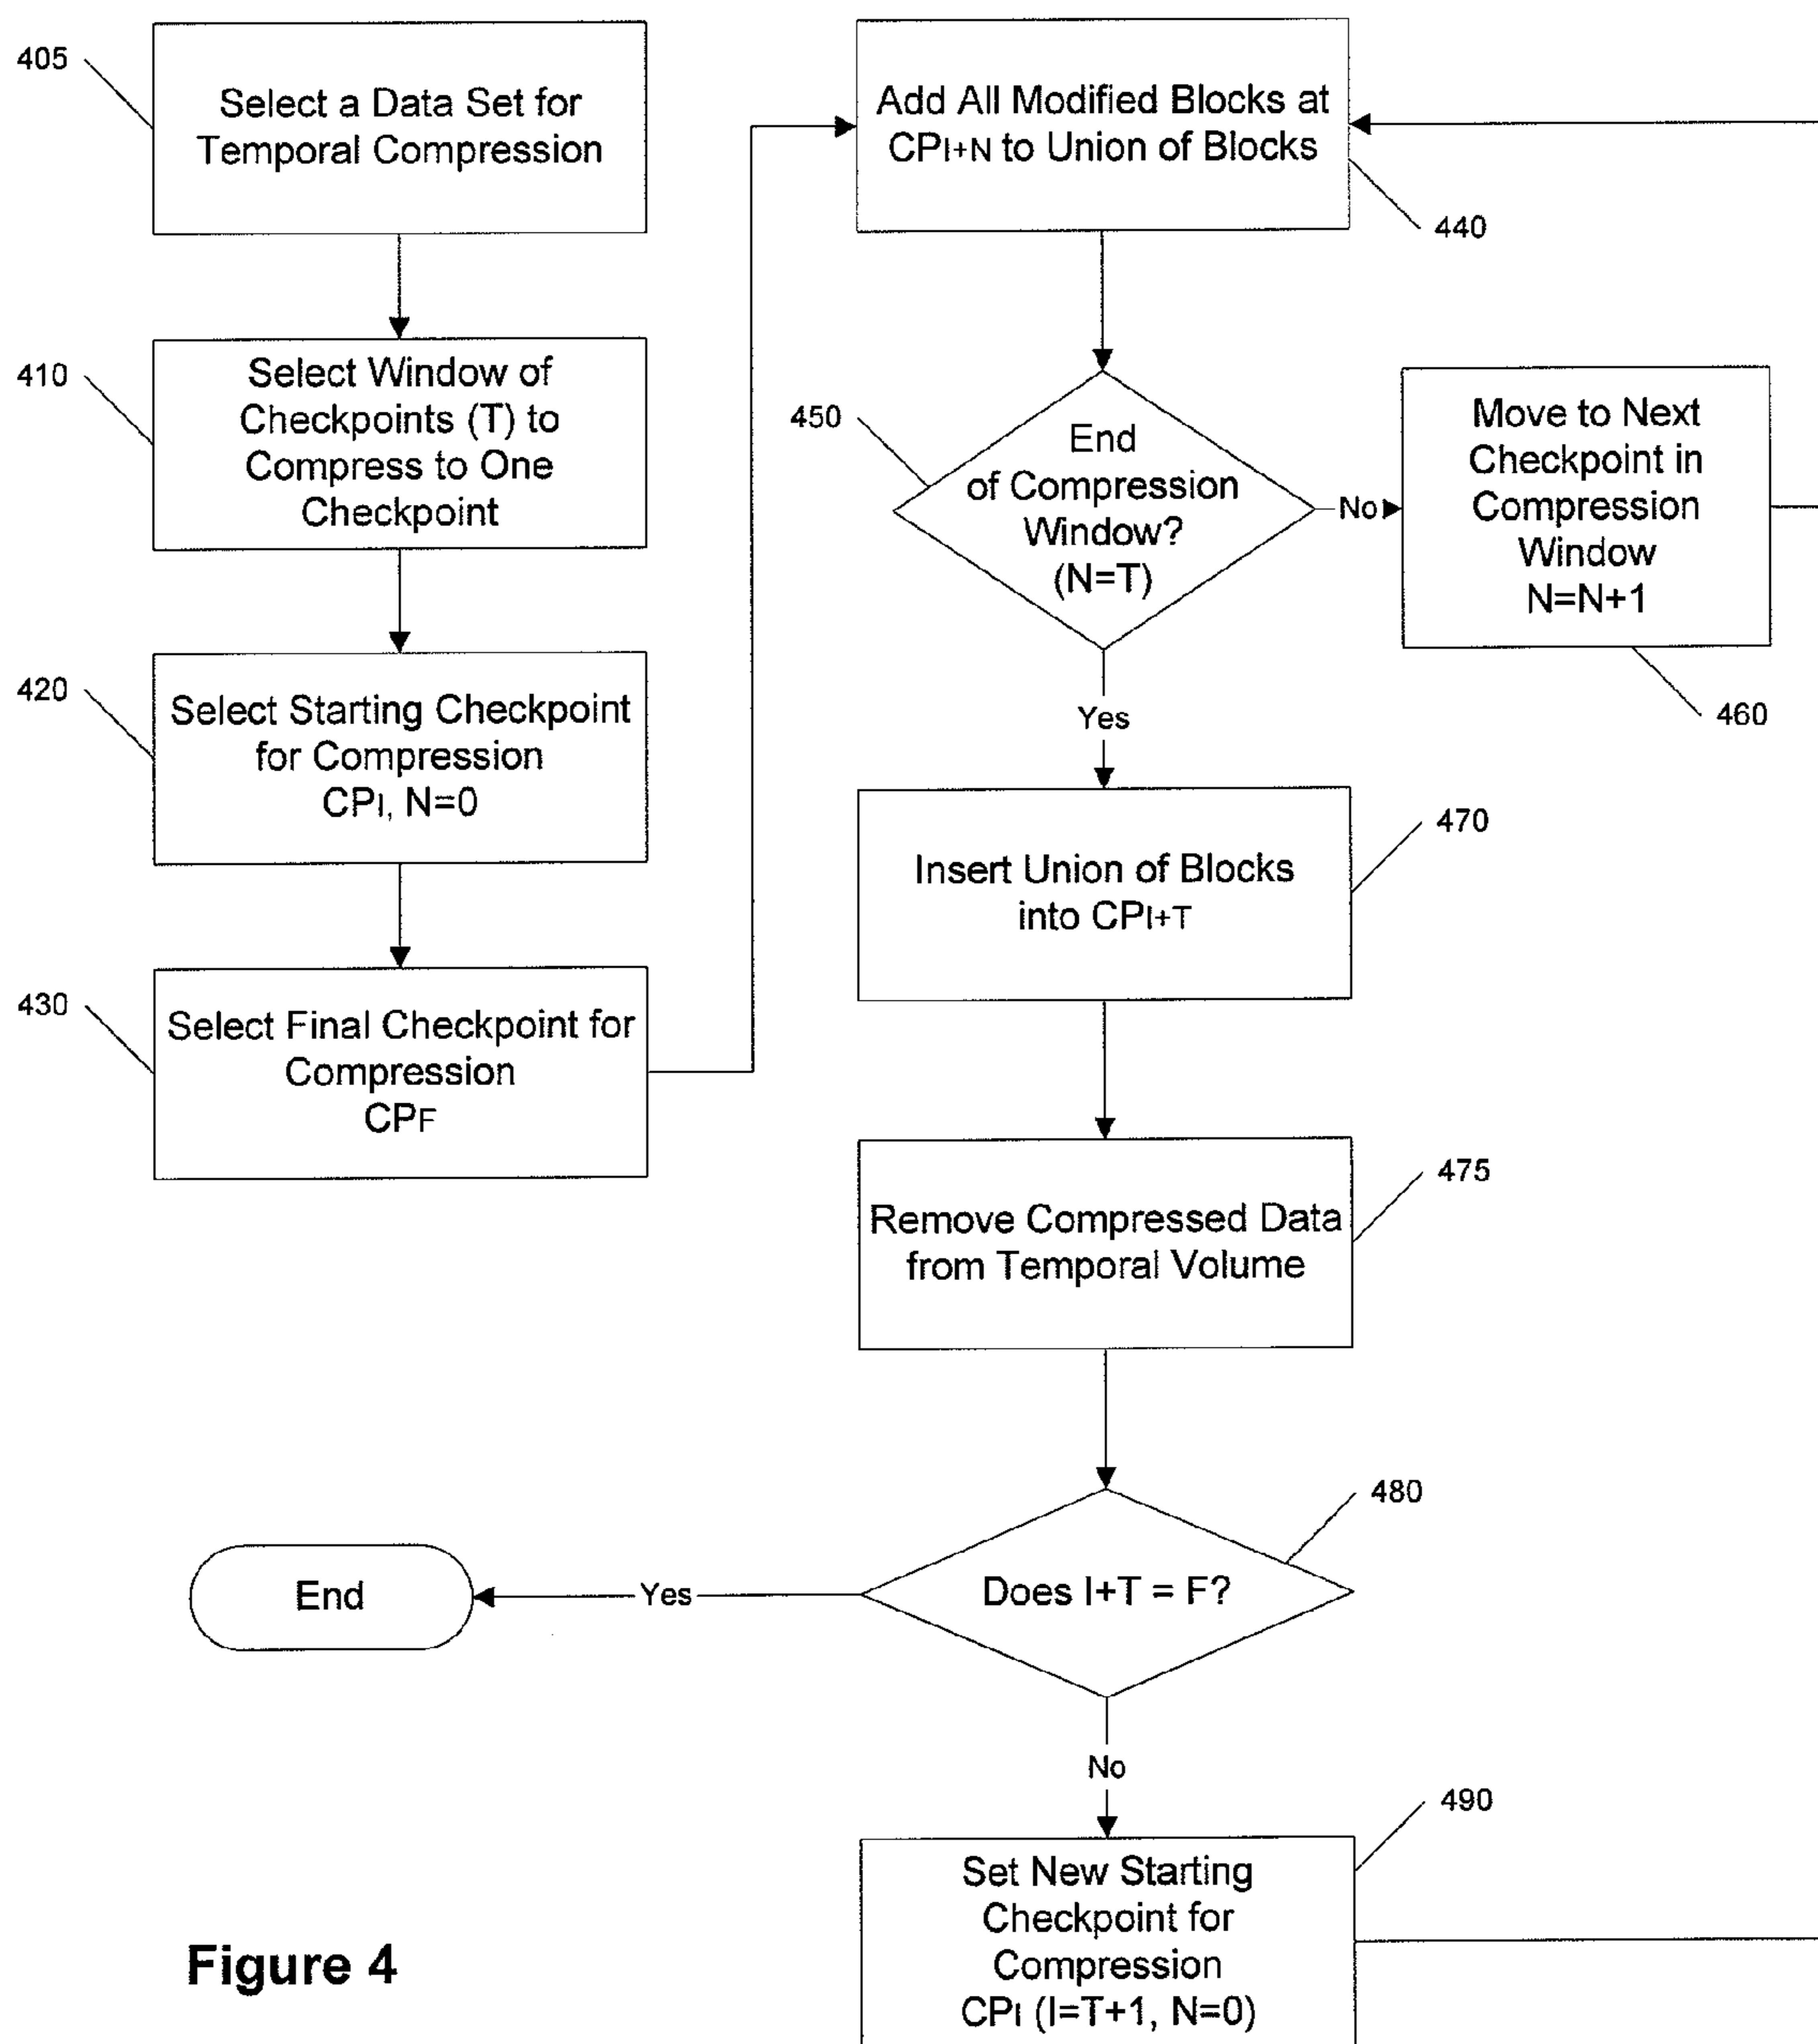 405
Select a Data Set for
Temporal Compression
410
Select Window of
Checkpoints (T) to
Compress to One
Checkpoint
420
Select Starting Checkpoint
for Compression
CPI, N=0
430
Select Final Checkpoint for
Compression
CPF
Add All Modified Blocks at
CPI+N to Union of Blocks
440
450
End
of Compression
Window?
(N=T)
No
Move to Next
Checkpoint in
Compression
Window
N=N+1
460
Yes
470
Insert Union of Blocks
into CPI+T
475
Remove Compressed Data
from Temporal Volume
480
Does I+T = F?
Yes
End
No
490
Set New Starting
Checkpoint for
Compression
CPI (I=T+1, N=0)
Figure 4